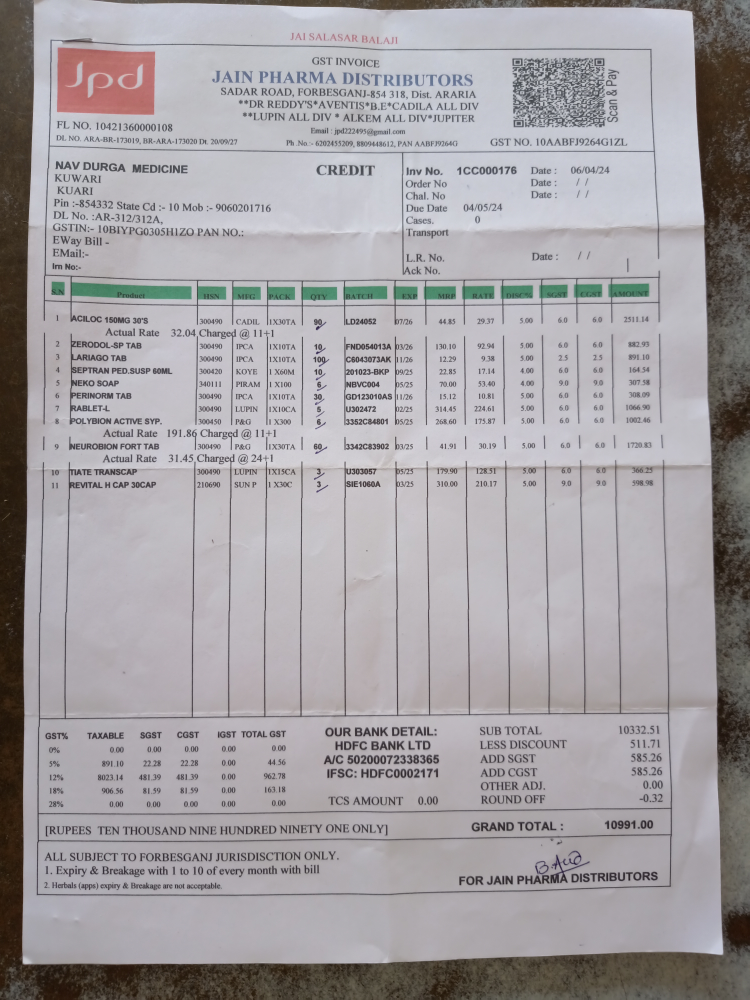 JAI SALASAR BALAJI
GST INVOICE
Jpd
JAIN PHARMA DISTRIBUTORS
SADAR ROAD, FORBESGANJ-854 318, Dist. ARARIA
**DR REDDY'S*AVENTIS*B.E*CADILA ALL DIV
**LUPIN ALL DIV * ALKEM ALL DIV*JUPITER
Email : jpd222495@gmail.com
Ph .No :- 6202453209, 8809448612, PAN AABFJ9264G
Scan & Pay
FL NO. 10421360000108
DL NO. ARA-BR-173019, BR-ARA-173020 Dt. 20/09/27
GST NO. 10AABFJ9264G1ZL
NAV DURGA MEDICINE
KUWARI
KUARI
Pin :-854332 State Cd :- 10 Mob :- 9060201716
DL No. :AR-312/312A,
GSTIN:- 10BIYPG0305H1ZO PAN NO.:
EWay Bill -
EMail:-
Irn No:-
CREDIT
Inv No. 1CC000176 Date : 06/04/24
Order No Date : / /
Chal. No Date : / /
Due Date 04/05/24
Cases. 0
Transport
L.R. No. Date : / /
Ack No.
S.N Product HSN MFG PACK QTY BATCH EXP MRP RATE DISC% SGST CGST AMOUNT
1 ACILOC 150MG 30'S 300490 CADIL 1X30TA 90 LD24052 07/26 44.85 29.37 5.00 6.0 6.0 2511.14
Actual Rate 32.04 Charged @ 11+1
2 ZERODOL-SP TAB 300490 IPCA 1X10TA 10 FND054013A 03/26 130.10 92.94 5.00 6.0 6.0 882.93
3 LARIAGO TAB 300490 IPCA 1X10TA 100 C6043073AK 11/26 12.29 9.38 5.00 2.5 2.5 891.10
4 SEPTRAN PED.SUSP 60ML 300420 KOYE 1 X60M 10 201023-BKP 09/25 22.85 17.14 4.00 6.0 6.0 164.54
5 NEKO SOAP 340111 PIRAM 1 X100 6 NBVC004 05/25 70.00 53.40 4.00 9.0 9.0 307.58
6 PERINORM TAB 300490 IPCA 1X10TA 30 GD123010AS 11/26 15.12 10.81 5.00 6.0 6.0 308.09
7 RABLET-L 300490 LUPIN 1X10CA 5 U302472 02/25 314.45 224.61 5.00 6.0 6.0 1066.90
8 POLYBION ACTIVE SYP. 300450 P&G 1 X300 6 3352C84801 05/25 268.60 175.87 5.00 6.0 6.0 1002.46
Actual Rate 191.86 Charged @ 11+1
9 NEUROBION FORT TAB 300490 P&G 1X30TA 60 3342C83902 03/25 41.91 30.19 5.00 6.0 6.0 1720.83
Actual Rate 31.45 Charged @ 24+1
10 TIATE TRANSCAP 300490 LUPIN 1X15CA 3 U303057 05/25 179.90 128.51 5.00 6.0 6.0 366.25
11 REVITAL H CAP 30CAP 210690 SUN P 1 X30C 3 SIE1060A 03/25 310.00 210.17 5.00 9.0 9.0 598.98
GST% TAXABLE SGST CGST IGST TOTAL GST
0% 0.00 0.00 0.00 0.00 0.00
5% 891.10 22.28 22.28 0.00 44.56
12% 8023.14 481.39 481.39 0.00 962.78
18% 906.56 81.59 81.59 0.00 163.18
28% 0.00 0.00 0.00 0.00 0.00
OUR BANK DETAIL:
HDFC BANK LTD
A/C 50200072338365
IFSC: HDFC0002171
TCS AMOUNT 0.00
SUB TOTAL 10332.51
LESS DISCOUNT 511.71
ADD SGST 585.26
ADD CGST 585.26
OTHER ADJ. 0.00
ROUND OFF -0.32
[RUPEES TEN THOUSAND NINE HUNDRED NINETY ONE ONLY]
GRAND TOTAL : 10991.00
ALL SUBJECT TO FORBESGANJ JURISDISCTION ONLY.
1. Expiry & Breakage with 1 to 10 of every month with bill
2. Herbals (apps) expiry & Breakage are not acceptable.
FOR JAIN PHARMA DISTRIBUTORS